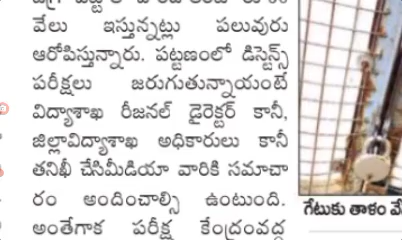 వేలు ఇస్తున్నట్లు పలువురు
ఆరోపిస్తున్నారు. పట్టణంలో డిస్టెన్స్
పరీక్షలు జరుగుతున్నాయంటే
విద్యాశాఖ రీజనల్ డైరెక్టర్ కానీ,
జిల్లావిద్యాశాఖ అధికారులు కానీ
తనిఖీ చేసిమీడియా వారికి సమాచా
రం అందించాల్సి ఉంటుంది.
అంతేగాక పరీక్ష కేంద్రంవద్ద
గేటుకు తాళం వే